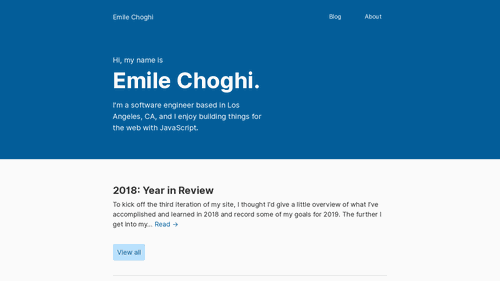 Emile Choghi
Blog
About
Hi, my name is
Emile Choghi.
I'm a software engineer based in Los
Angeles, CA, and I enjoy building things for
the web with JavaScript.
2018: Year in Review
To kick off the third iteration of my site, I thought I'd give a little overview of what I've
accomplished and learned in 2018 and record some of my goals for 2019. The further I
get into my... Read →
View all